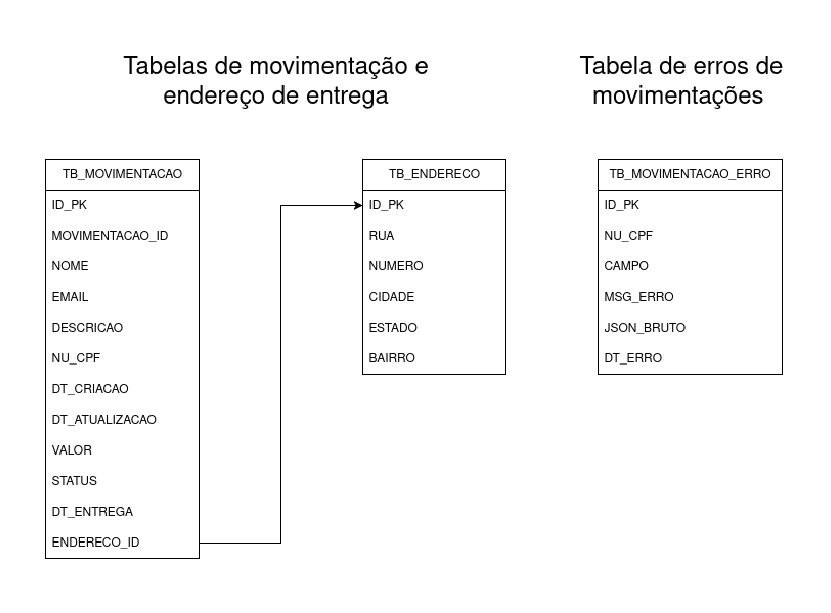 Tabelas de movimentação e
endereço de entrega
Tabela de erros de
movimentações
TB_MOVIMENTACAO
ID_PK
MOVIMENTACAO_ID
NOME
EMAIL
DESCRICAO
NU_CPF
DT_CRIACAO
DT_ATUALIZACAO
VALOR
STATUS
DT_ENTREGA
ENDERECO_ID
TB_ENDERECO
ID_PK
RUA
NUMERO
CIDADE
ESTADO
BAIRRO
TB_MOVIMENTACAO_ERRO
ID_PK
NU_CPF
CAMPO
MSG_ERRO
JSON_BRUTO
DT_ERRO